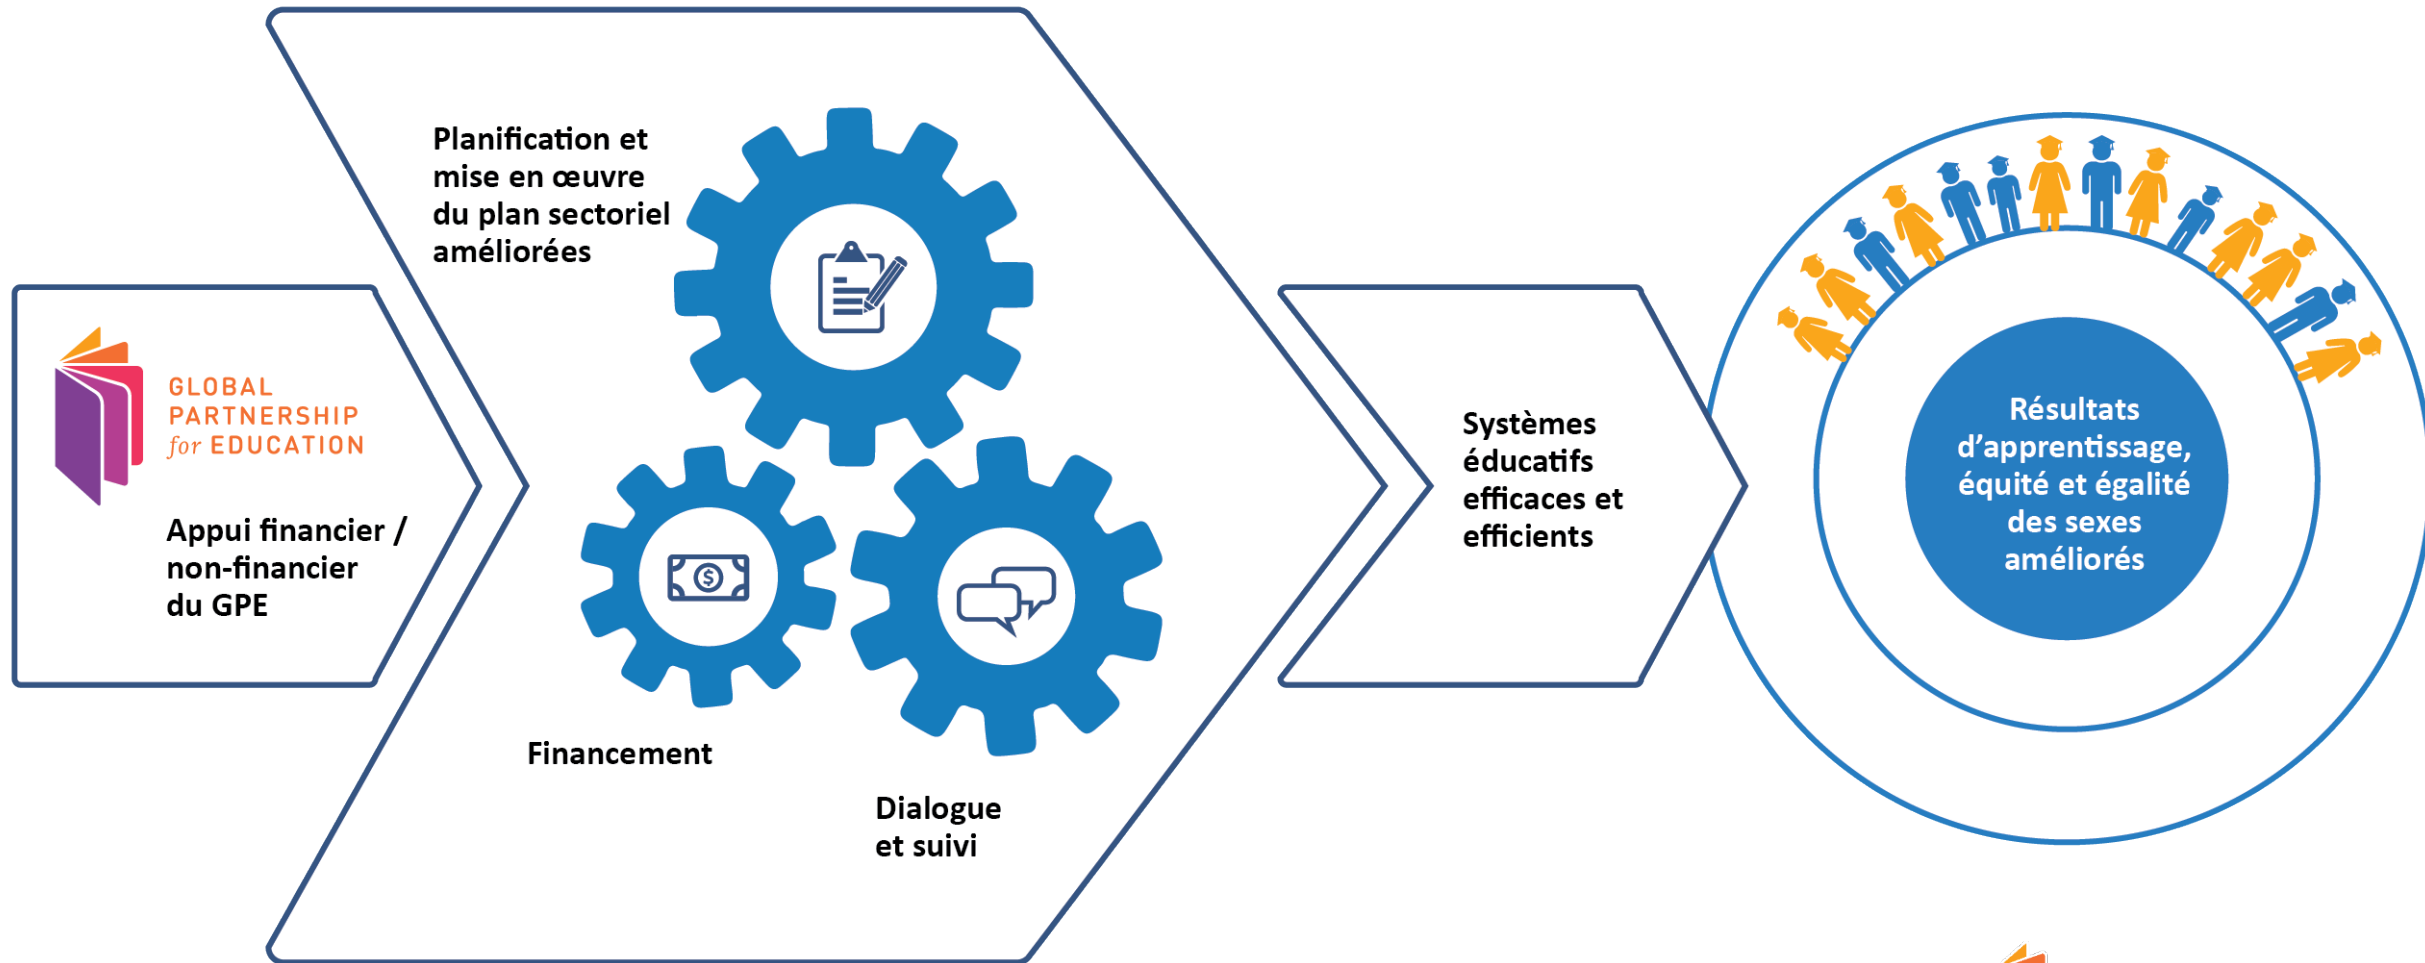 GLOBAL
PARTNERSHIP
for EDUCATION
Appui financier /
non-financier
du GPE
Planification et
mise en œuvre
du plan sectoriel
améliorées
$
Financement
Dialogue
et suivi
Systèmes
éducatifs
efficaces et
efficients
Résultats
d’apprentissage,
équité et égalité
des sexes
améliorés